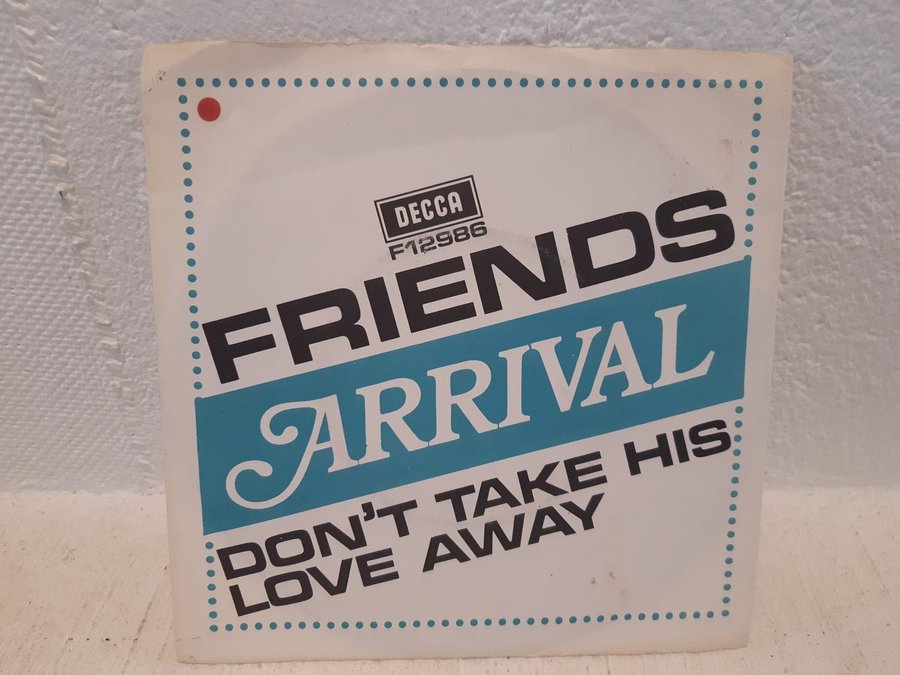 DECCA
F12986
FRIENDS
ARRIVAL
DON'T TAKE HIS
LOVE AWAY